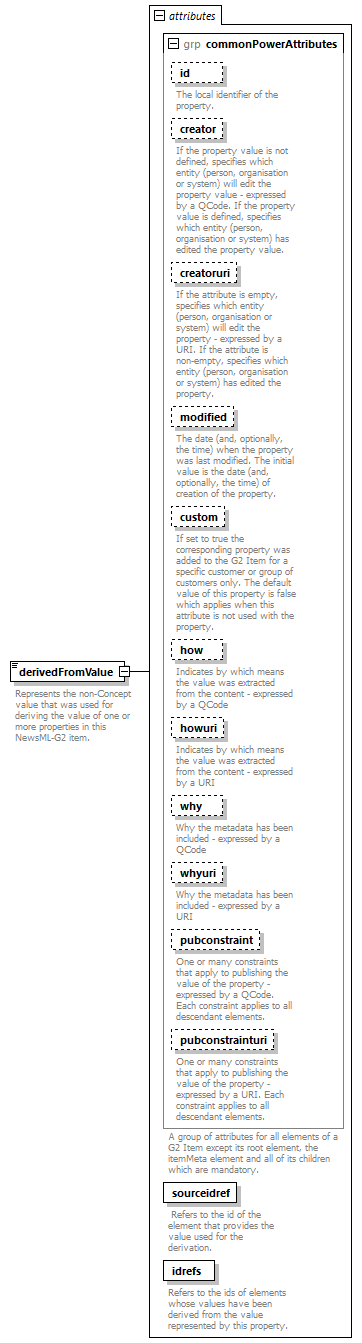 attributes
grp commonPowerAttributes
id
The local identifier of the
property.
creator
If the property value is not
defined, specifies which
entity (person, organisation
or system) will edit the
property value - expressed
by a QCode. If the property
value is defined, specifies
which entity (person,
organisation or system) has
edited the property value.
creatoruri
If the attribute is empty,
specifies which entity
(person, organisation or
system) will edit the
property - expressed by a
URI. If the attribute is
non-empty, specifies which
entity (person, organisation
or system) has edited the
property.
modified
The date (and, optionally,
the time) when the property
was last modified. The initial
value is the date (and,
optionally, the time) of
creation of the property.
custom
If set to true the
corresponding property was
added to the G2 Item for a
specific customer or group of
customers only. The default
value of this property is false
which applies when this
attribute is not used with the
property.
how
Indicates by which means
the value was extracted
from the content - expressed
by a QCode
derivedFromValue
Represents the non-Concept
value that was used for
deriving the value of one or
more properties in this
NewsML-G2 item.
howuri
Indicates by which means
the value was extracted
from the content - expressed
by a URI
why
Why the metadata has been
included - expressed by a
QCode
whyuri
Why the metadata has been
included - expressed by a
URI
pubconstraint
One or many constraints
that apply to publishing the
value of the property -
expressed by a QCode.
Each constraint applies to all
descendant elements.
pubconstrainturi
One or many constraints
that apply to publishing the
value of the property -
expressed by a URI. Each
constraint applies to all
descendant elements.
A group of attributes for all elements of a
G2 Item except its root element, the
itemMeta element and all of its children
which are mandatory.
sourceidref
Refers to the id of the
element that provides the
value used for the
derivation.
idrefs
Refers to the ids of elements
whose values have been
derived from the value
represented by this property.